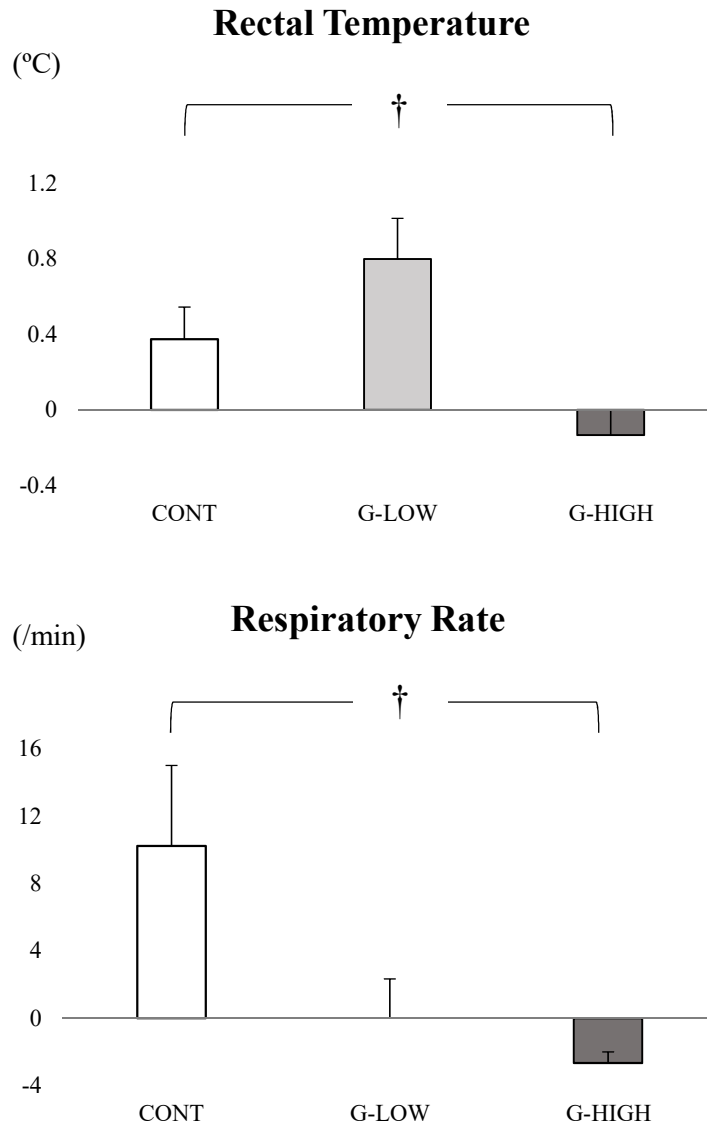 Rectal Temperature
(ºC)
†
1.2
0.8
0.4
0
-0.4
CONT G-LOW G-HIGH
Respiratory Rate
(/min)
†
16
12
8
4
0
-4
CONT G-LOW G-HIGH